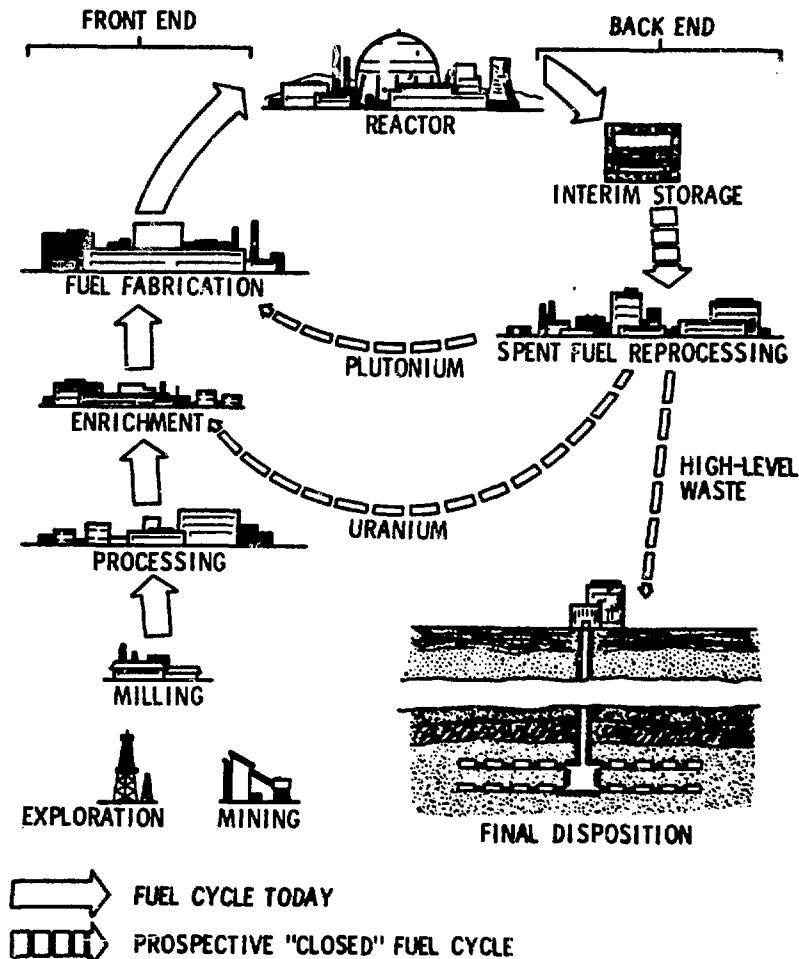 FRONT END
BACK END
REACTOR
INTERIM STORAGE
FUEL FABRICATION
SPENT FUEL REPROCESSING
PLUTONIUM
ENRICHMENT
HIGH-LEVEL
WASTE
URANIUM
PROCESSING
MILLING
EXPLORATION
MINING
FINAL DISPOSITION
FUEL CYCLE TODAY
PROSPECTIVE "CLOSED" FUEL CYCLE